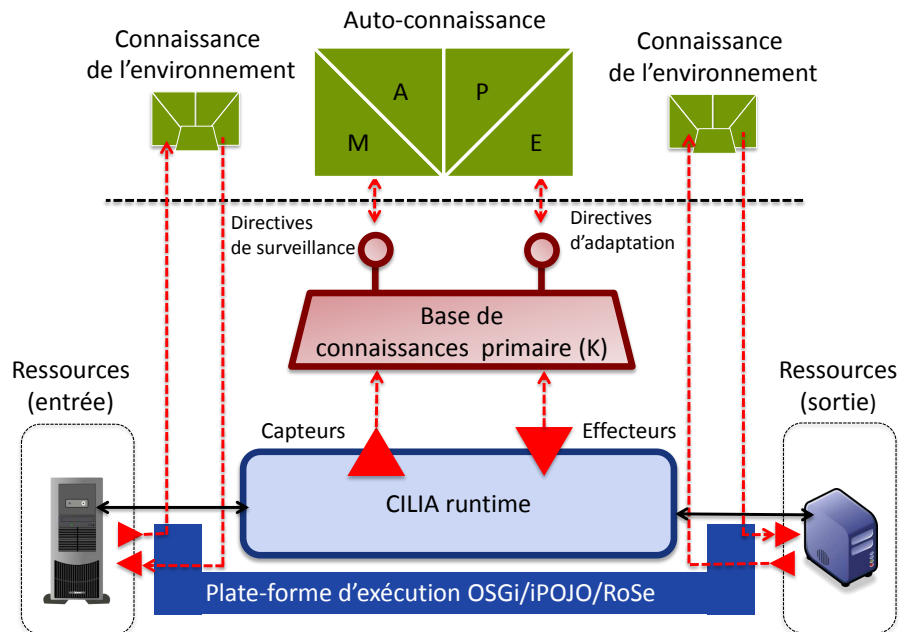 Auto-connaissance
Connaissance
de l'environnement
Connaissance
de l'environnement
A
P
M
E
Directives
de surveillance
Directives
d'adaptation
Base de
connaissances primaire (K)
Ressources
(entrée)
Ressources
(sortie)
Capteurs
Effecteurs
CILIA runtime
Plate-forme d'exécution OSGi/iPOJO/RoSe